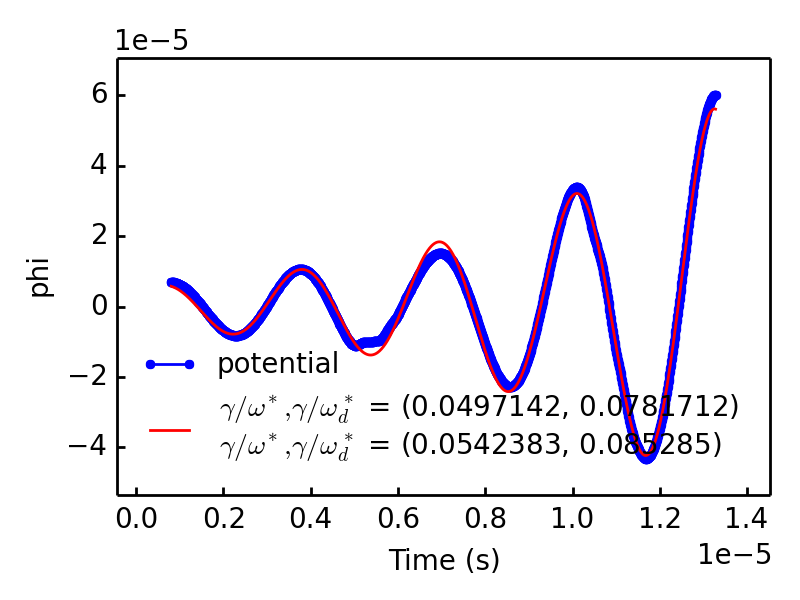 1e−5
6
4
2
0
−2
−4
phi
potential
γ/ω* ,γ/ω_d* = (0.0497142, 0.0781712)
γ/ω* ,γ/ω_d* = (0.0542383, 0.085285)
0.0 0.2 0.4 0.6 0.8 1.0 1.2 1.4
1e−5
Time (s)